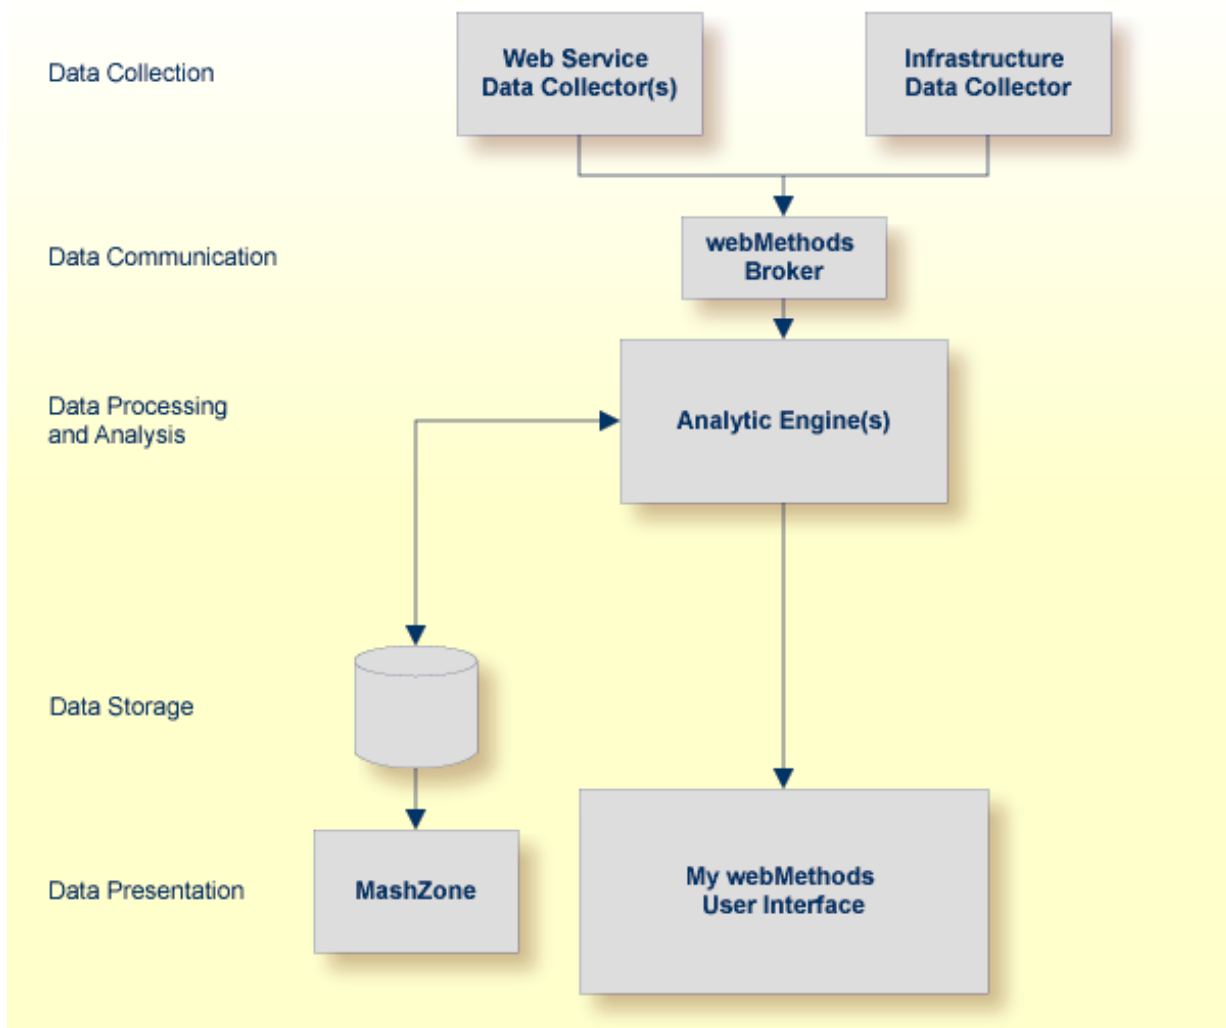 Data Collection
Web Service
Data Collector(s)
Infrastructure
Data Collector
Data Communication
webMethods
Broker
Data Processing
and Analysis
Analytic Engine(s)
Data Storage
Data Presentation
MashZone
My webMethods
User Interface